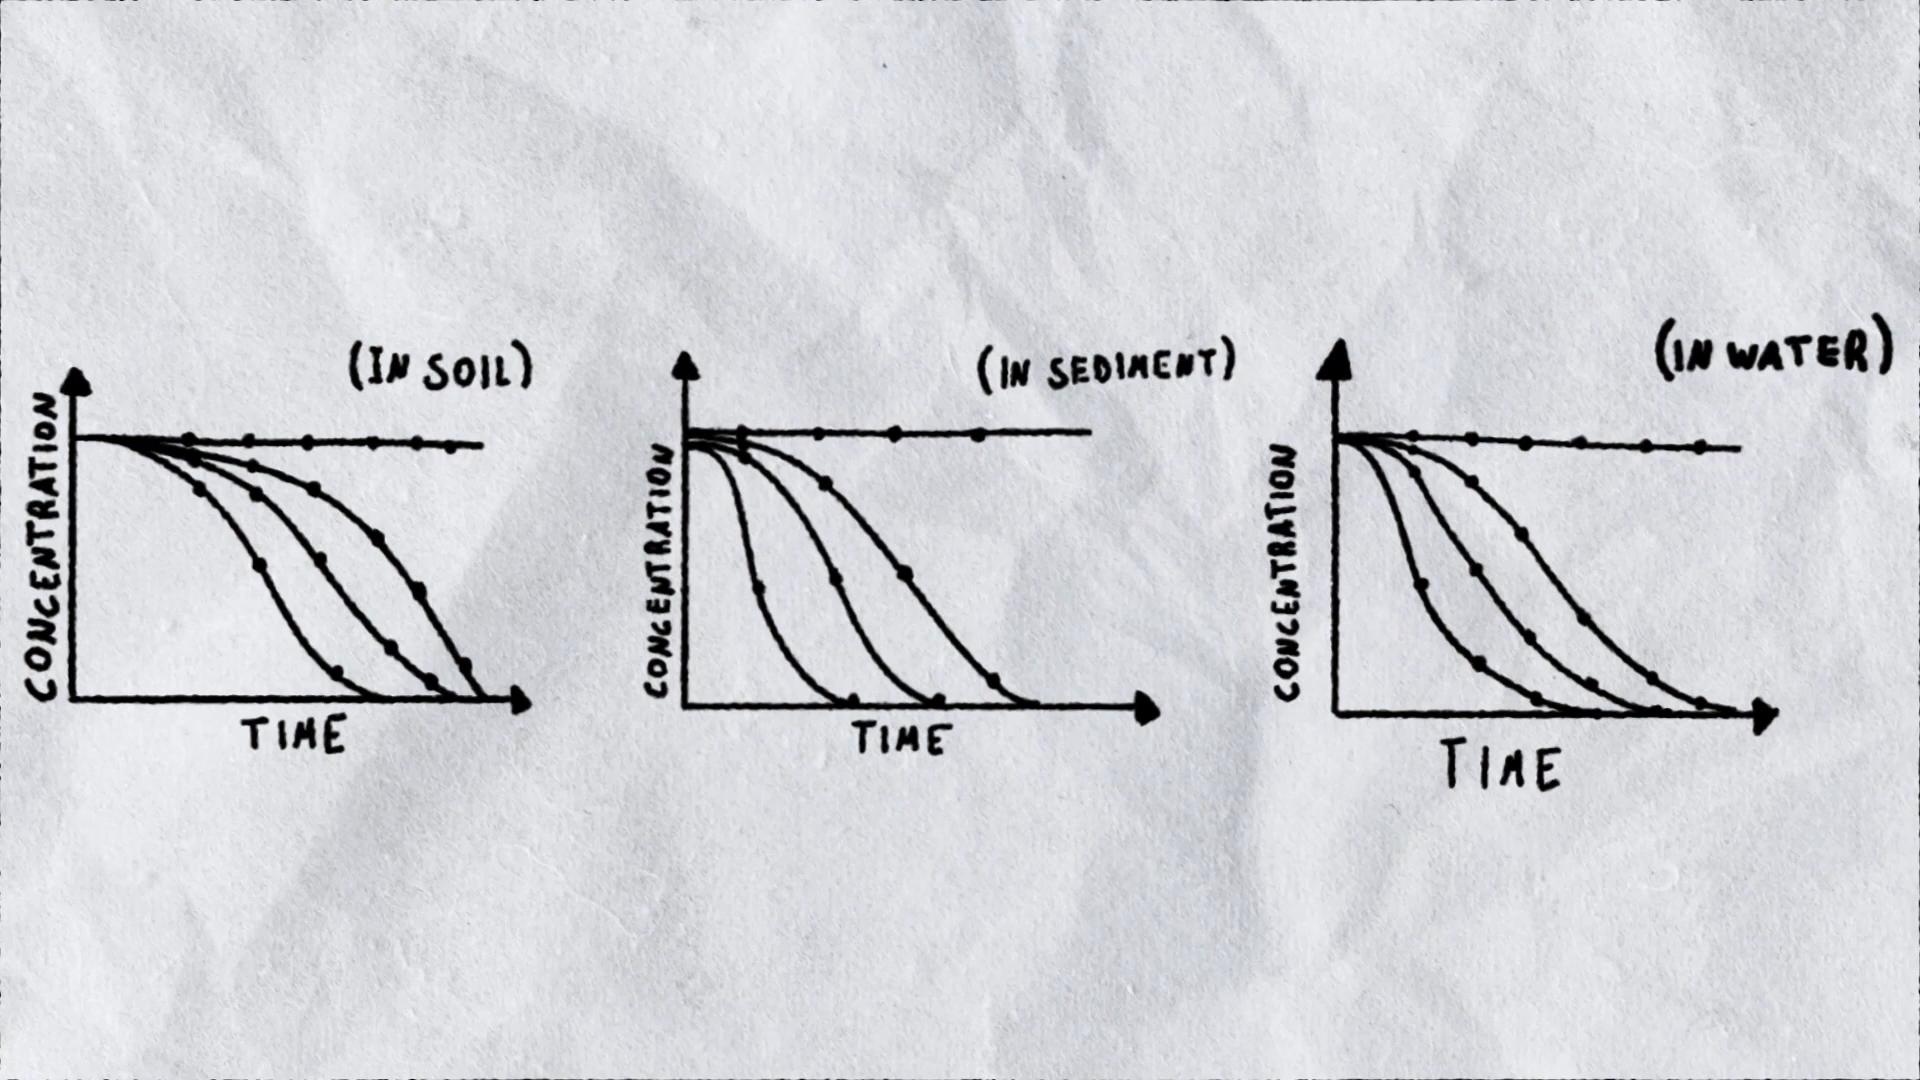 (IN SOIL)
CONCENTRATION
TIME
(IN SEDIMENT)
CONCENTRATION
TIME
(IN WATER)
CONCENTRATION
TIME